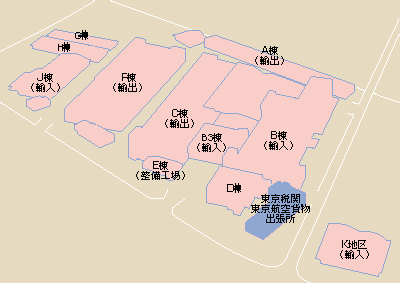 G棟
H棟
J棟
（輸入）
F棟
（輸出）
A棟
（輸出）
C棟
（輸出）
B3棟
（輸入）
B棟
（輸入）
E棟
（整備工場）
D棟
東京税関
東京航空貨物
出張所
K地区
（輸入）